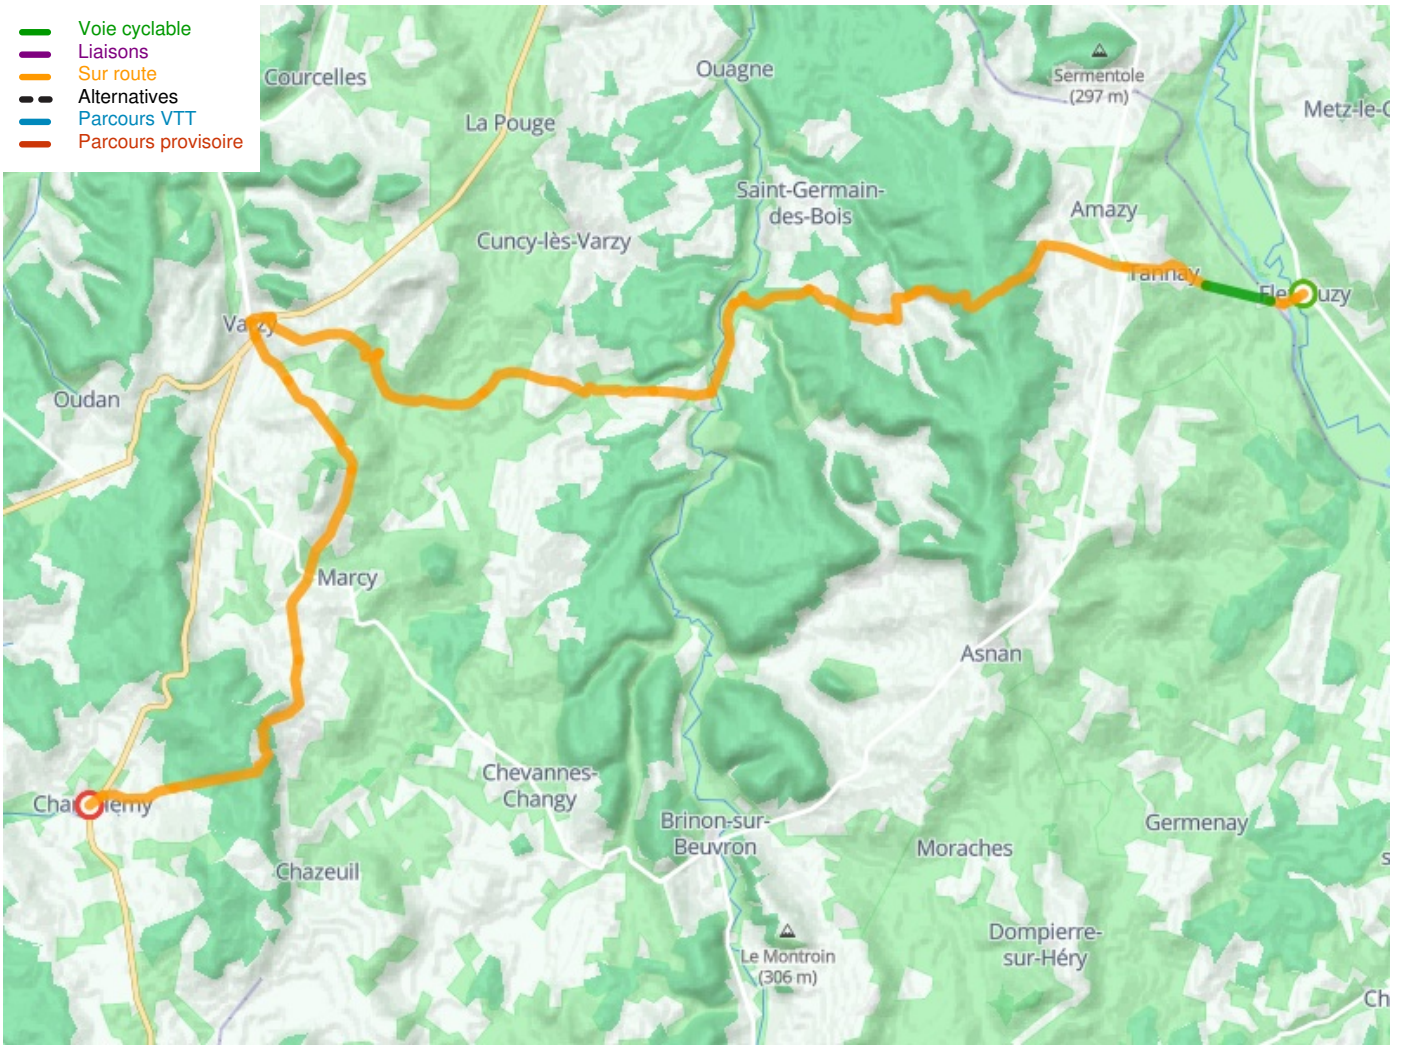 Voie cyclable
Liaisons
Sur route
Alternatives
Parcours VTT
Parcours provisoire
Courcelles
Ouagne
Sermentole
(297 m)
Metz-le-C
La Pouge
Saint-Germain-
des-Bois
Amazy
Cuncy-lès-Varzy
Tannay
Oudan
Marcy
Asnan
Chevannes-
Changy
Brinon-sur-
Beuvron
Germenay
Moraches
Chazeuil
Dompierre-
sur-Héry
Le Montroin
(306 m)
Ch